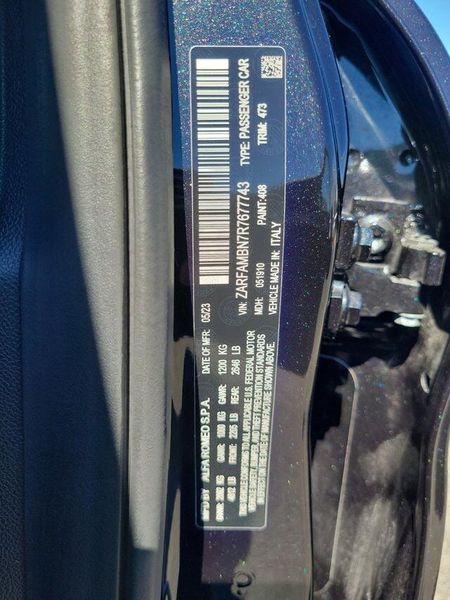 MFD BY ALFA ROMEO S.P.A. DATE OF MFR: 05/23
GVWR: KG GAWR: KG GAWR: 1200 KG
LB FRONT: LB REAR: 2646 LB
THIS VEHICLE CONFORMS TO ALL APPLICABLE U.S. FEDERAL MOTOR
VEHICLE SAFETY, BUMPER, AND THEFT PREVENTION STANDARDS
IN EFFECT ON THE DATE OF MANUFACTURE SHOWN ABOVE.
VIN: ZARFAMBN7R7677743 TYPE: PASSENGER CAR
MDH: 051910 PAINT: 408 TRIM: 473
VEHICLE MADE IN: ITALY